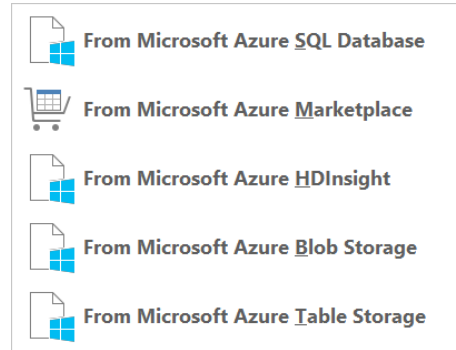 From Microsoft Azure SQL Database
From Microsoft Azure Marketplace
From Microsoft Azure HDInsight
From Microsoft Azure Blob Storage
From Microsoft Azure Table Storage